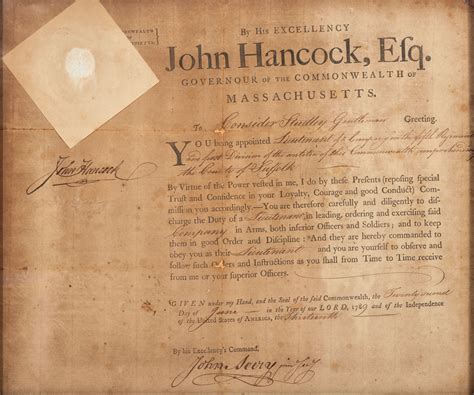 By His EXCELLENCY
John Hancock, Eſq.
GOVERNOUR OF THE COMMONWEALTH OF
MASSACHUSETTS.
To Consider Studley Gentleman Greeting.
YOU being appointed Lieutenant of a Company in the fifth Regiment
First Division of the militia of this Commonwealth comprehending
the County of Suffolk
By Virtue of the Power vested in me, I do by these Presents (reposing special
Trust and Confidence in your Loyalty, Courage and good Conduct) Com-
mission you accordingly.—You are therefore carefully and diligently to dis-
charge the Duty of a Lieutenant in leading, ordering and exercising said
Company in Arms, both inferior Officers and Soldiers; and to keep
them in good Order and Discipline: And they are hereby commanded to
obey you as their Lieutenant and you are yourself to observe and
follow such Orders and Instructions as you shall from Time to Time receive
from me or your superior Officers.
John Hancock
GIVEN under my Hand, and the Seal of the said Commonwealth, the Twenty second
Day of June in the Year of our LORD, 1789 and of the Independence
of the United States of AMERICA, the Thirteenth
By his Excellency's Command.
John Avery jun'r Sec'y